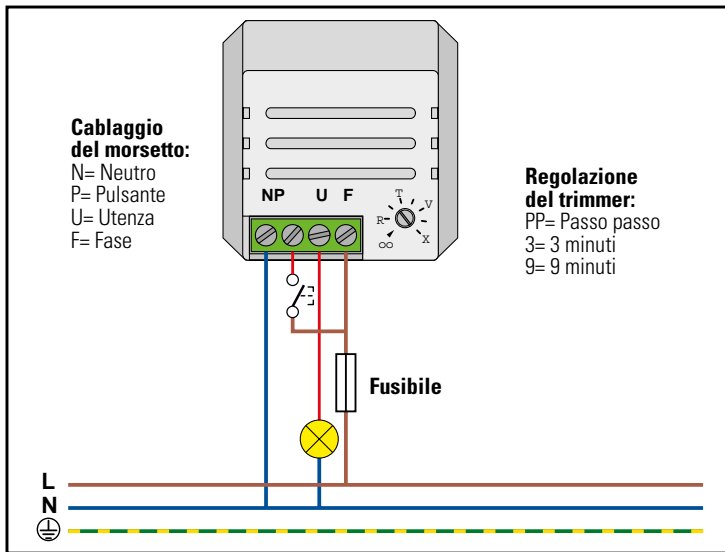 Cablaggio
del morsetto:
N= Neutro
P= Pulsante
U= Utenza
F= Fase
NP U F
T
V
R
X
∞
Regolazione
del trimmer:
PP= Passo passo
3= 3 minuti
9= 9 minuti
Fusibile
L
N